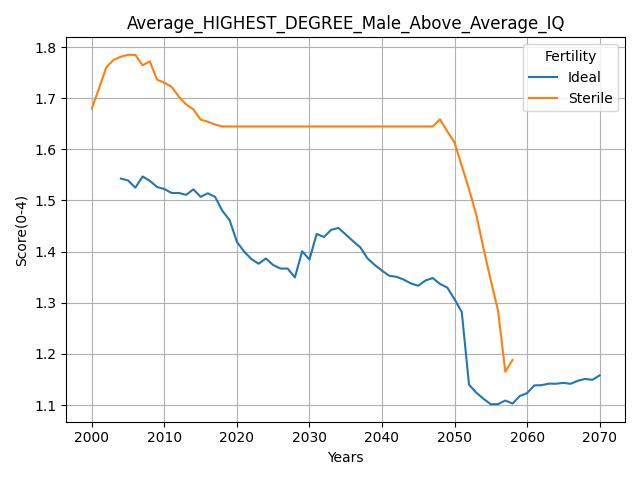 Average_HIGHEST_DEGREE_Male_Above_Average_IQ
Fertility
Ideal
Sterile
Score(0-4)
1.8
1.7
1.6
1.5
1.4
1.3
1.2
1.1
2000 2010 2020 2030 2040 2050 2060 2070
Years